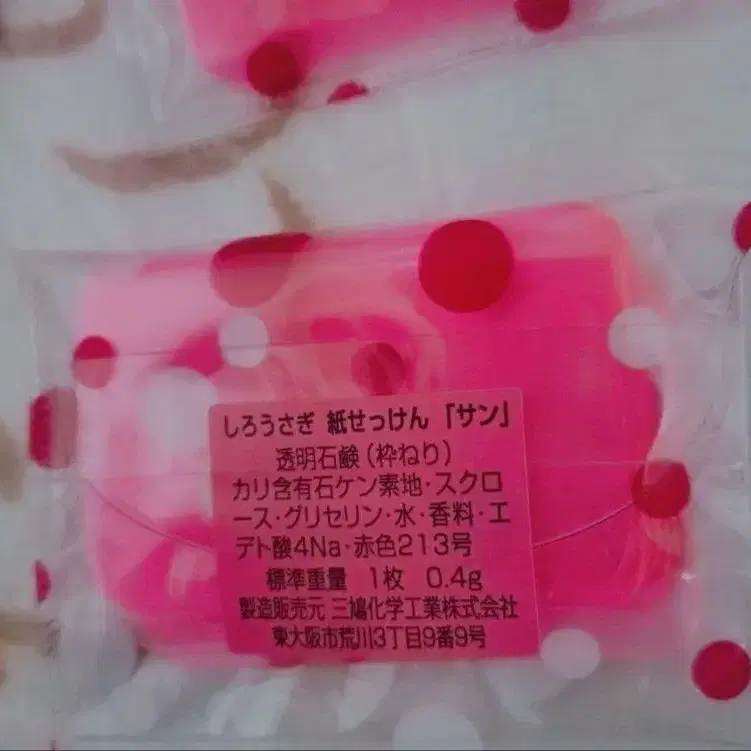 しろうさぎ 紙せっけん「サン」
透明石鹸(枠ねり)
カリ含有石ケン素地・スクロ
ース・グリセリン・水・香料・エ
デト酸4Na・赤色213号
標準重量 1枚 0.4g
製造販売元 三鳩化学工業株式会社
東大阪市荒川3丁目9番9号